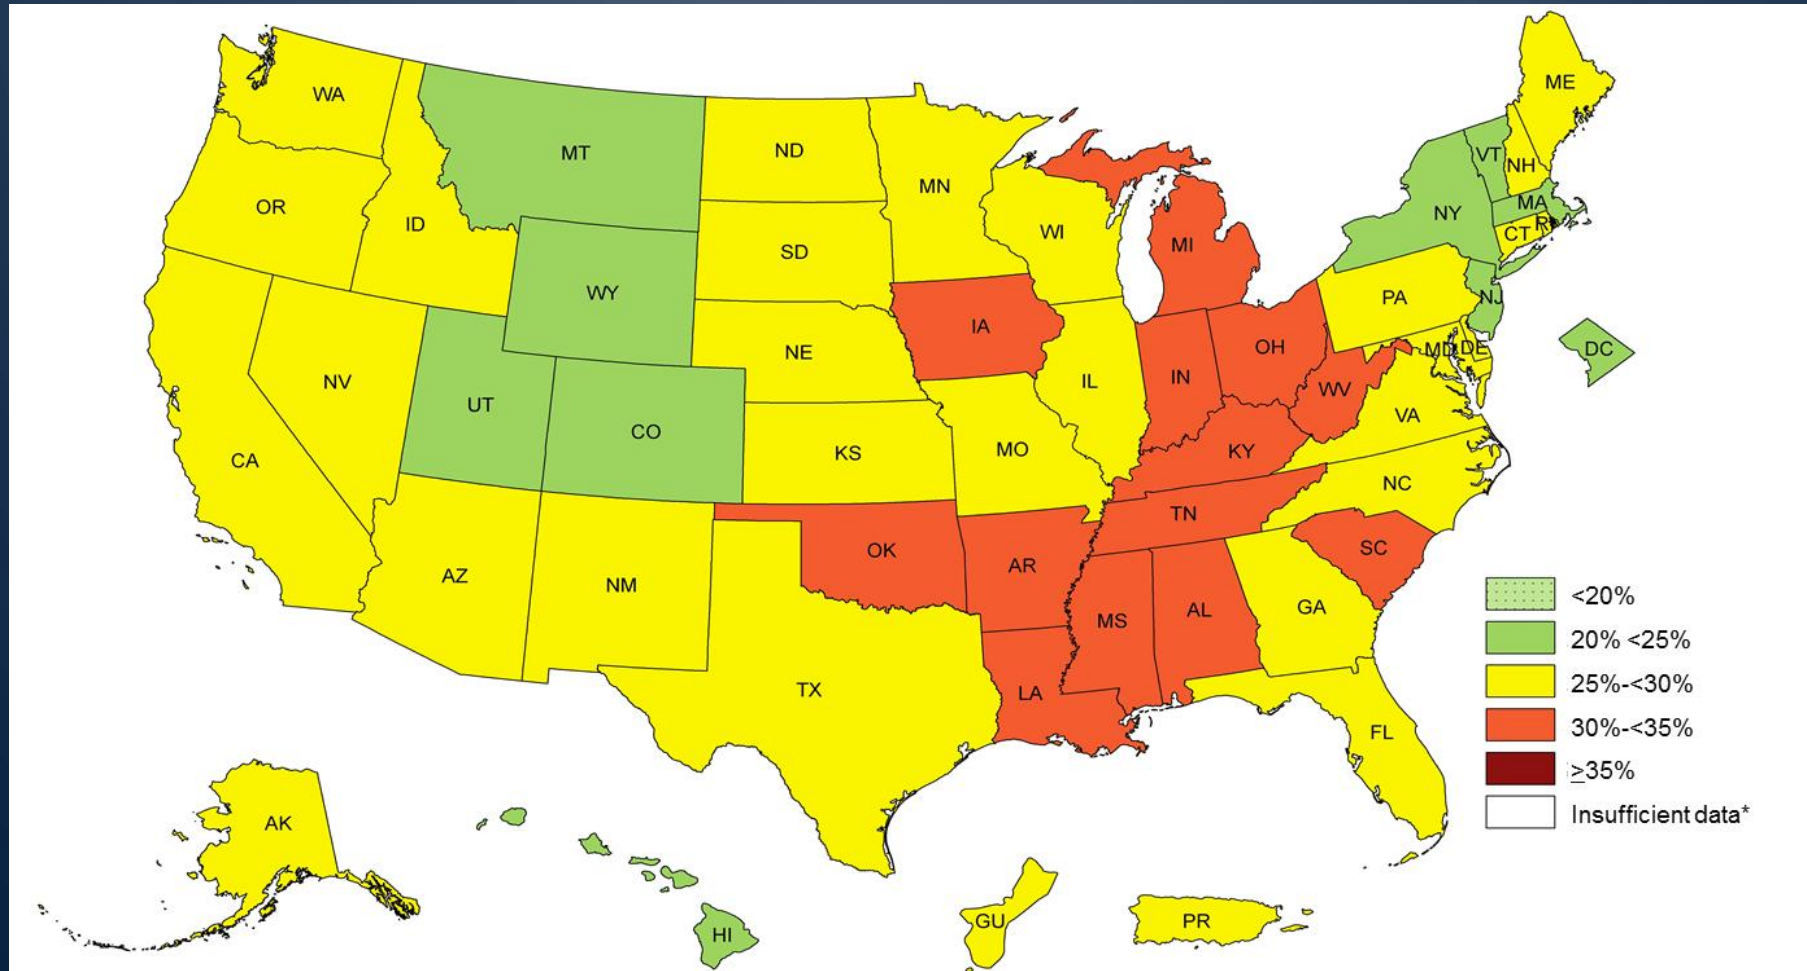 WA
MT
ND
MN
OR
ID
SD
WI
WY
MI
ME
VT
NH
NY
MA
CT
RI
PA
NJ
IA
NE
NV
UT
CO
IL
IN
OH
WV
MD
DE
DC
VA
CA
KS
MO
KY
NC
TN
AZ
NM
OK
AR
SC
MS
AL
GA
LA
TX
FL
AK
HI
GU
PR
<20%
20% <25%
25%-<30%
30%-<35%
≥35%
Insufficient data*